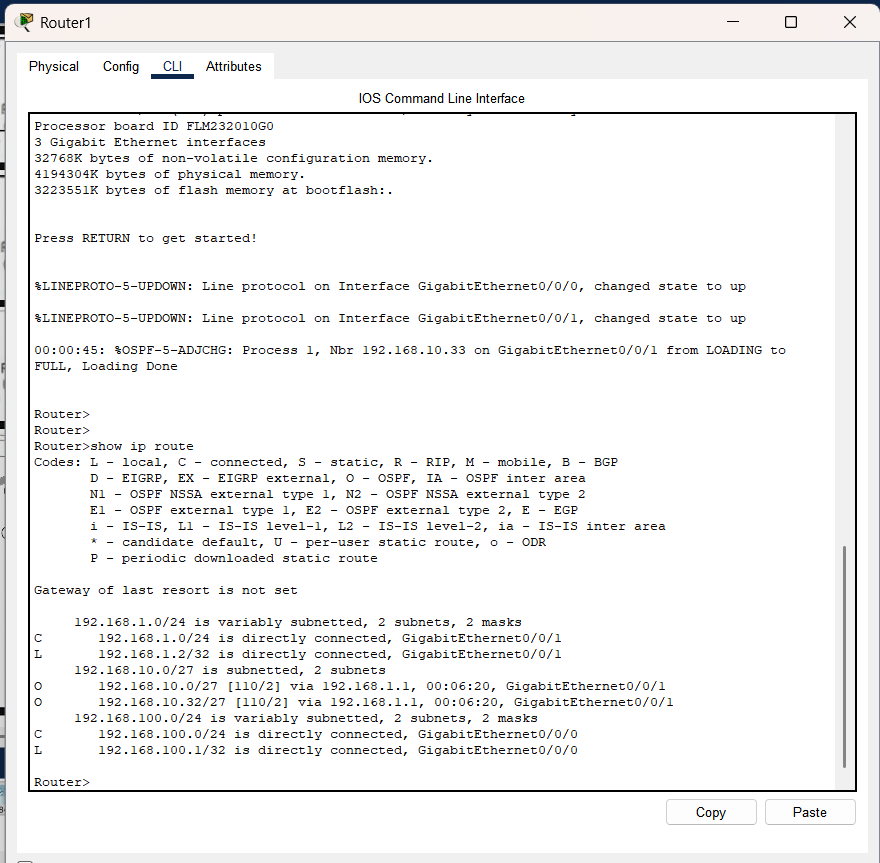 Router1
Physical Config CLI Attributes
IOS Command Line Interface
Processor board ID FLM232010G0
3 Gigabit Ethernet interfaces
32768K bytes of non-volatile configuration memory.
4194304K bytes of physical memory.
3223551K bytes of flash memory at bootflash:.
Press RETURN to get started!
%LINEPROTO-5-UPDOWN: Line protocol on Interface GigabitEthernet0/0/0, changed state to up
%LINEPROTO-5-UPDOWN: Line protocol on Interface GigabitEthernet0/0/1, changed state to up
00:00:45: %OSPF-5-ADJCHG: Process 1, Nbr 192.168.10.33 on GigabitEthernet0/0/1 from LOADING to
FULL, Loading Done
Router>
Router>
Router>show ip route
Codes: L - local, C - connected, S - static, R - RIP, M - mobile, B - BGP
D - EIGRP, EX - EIGRP external, O - OSPF, IA - OSPF inter area
N1 - OSPF NSSA external type 1, N2 - OSPF NSSA external type 2
E1 - OSPF external type 1, E2 - OSPF external type 2, E - EGP
i - IS-IS, L1 - IS-IS level-1, L2 - IS-IS level-2, ia - IS-IS inter area
* - candidate default, U - per-user static route, o - ODR
P - periodic downloaded static route
Gateway of last resort is not set
192.168.1.0/24 is variably subnetted, 2 subnets, 2 masks
C 192.168.1.0/24 is directly connected, GigabitEthernet0/0/1
L 192.168.1.2/32 is directly connected, GigabitEthernet0/0/1
192.168.10.0/27 is subnetted, 2 subnets
O 192.168.10.0/27 [110/2] via 192.168.1.1, 00:06:20, GigabitEthernet0/0/1
O 192.168.10.32/27 [110/2] via 192.168.1.1, 00:06:20, GigabitEthernet0/0/1
192.168.100.0/24 is variably subnetted, 2 subnets, 2 masks
C 192.168.100.0/24 is directly connected, GigabitEthernet0/0/0
L 192.168.100.1/32 is directly connected, GigabitEthernet0/0/0
Router>
Copy Paste